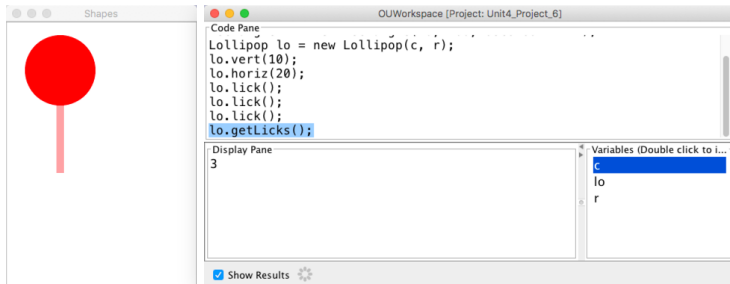 Shapes
OUWorkspace [Project: Unit4_Project_6]
Code Pane
Lollipop lo = new Lollipop(c, r);
lo.vert(10);
lo.horiz(20);
lo.lick();
lo.lick();
lo.lick();
lo.getLicks();
Display Pane
3
Variables (Double click to i...
c
lo
r
Show Results